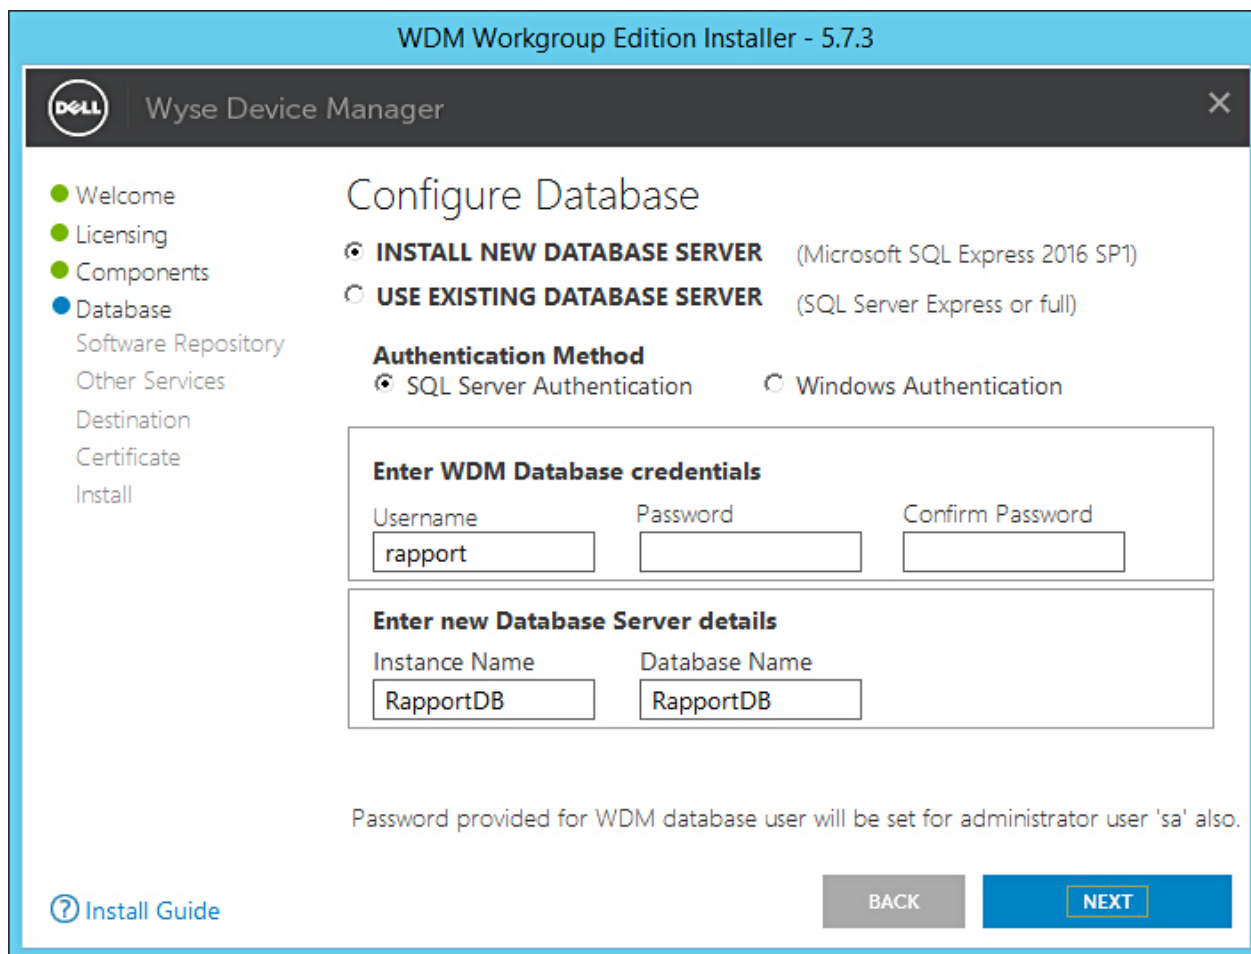 WDM Workgroup Edition Installer - 5.7.3
DELL
Wyse Device Manager
×
Welcome
Licensing
Components
Database
Software Repository
Other Services
Destination
Certificate
Install
Configure Database
INSTALL NEW DATABASE SERVER (Microsoft SQL Express 2016 SP1)
USE EXISTING DATABASE SERVER (SQL Server Express or full)
Authentication Method
SQL Server Authentication Windows Authentication
Enter WDM Database credentials
Username Password Confirm Password
rapport
Enter new Database Server details
Instance Name Database Name
RapportDB RapportDB
Password provided for WDM database user will be set for administrator user 'sa' also.
? Install Guide
BACK NEXT